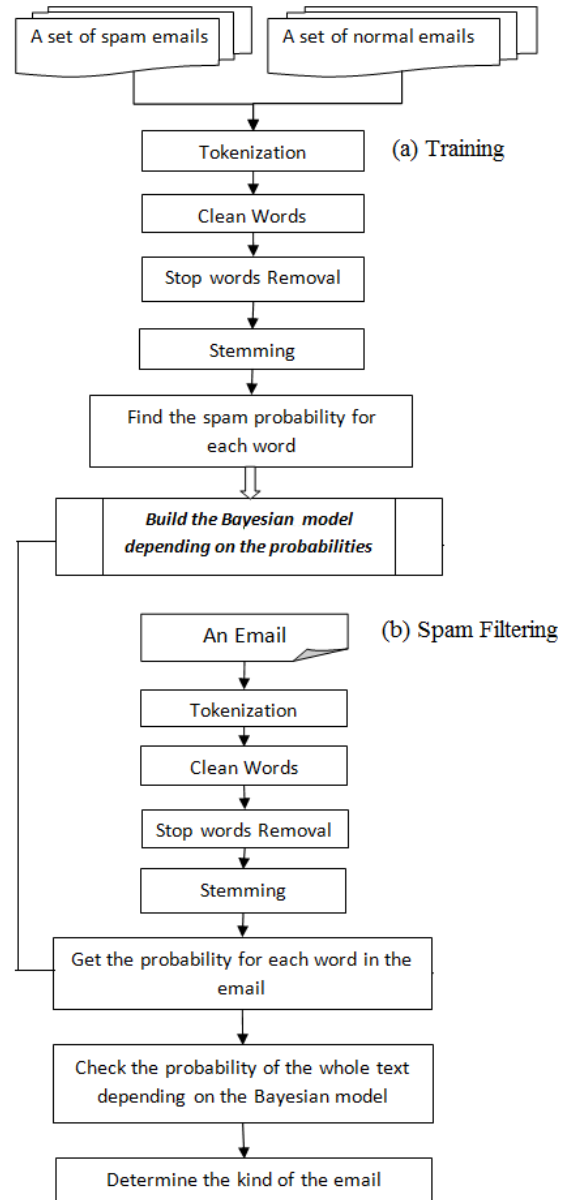 A set of spam emails
A set of normal emails
Tokenization
(a) Training
Clean Words
Stop words Removal
Stemming
Find the spam probability for
each word
Build the Bayesian model
depending on the probabilities
An Email
(b) Spam Filtering
Tokenization
Clean Words
Stop words Removal
Stemming
Get the probability for each word in the
email
Check the probability of the whole text
depending on the Bayesian model
Determine the kind of the email